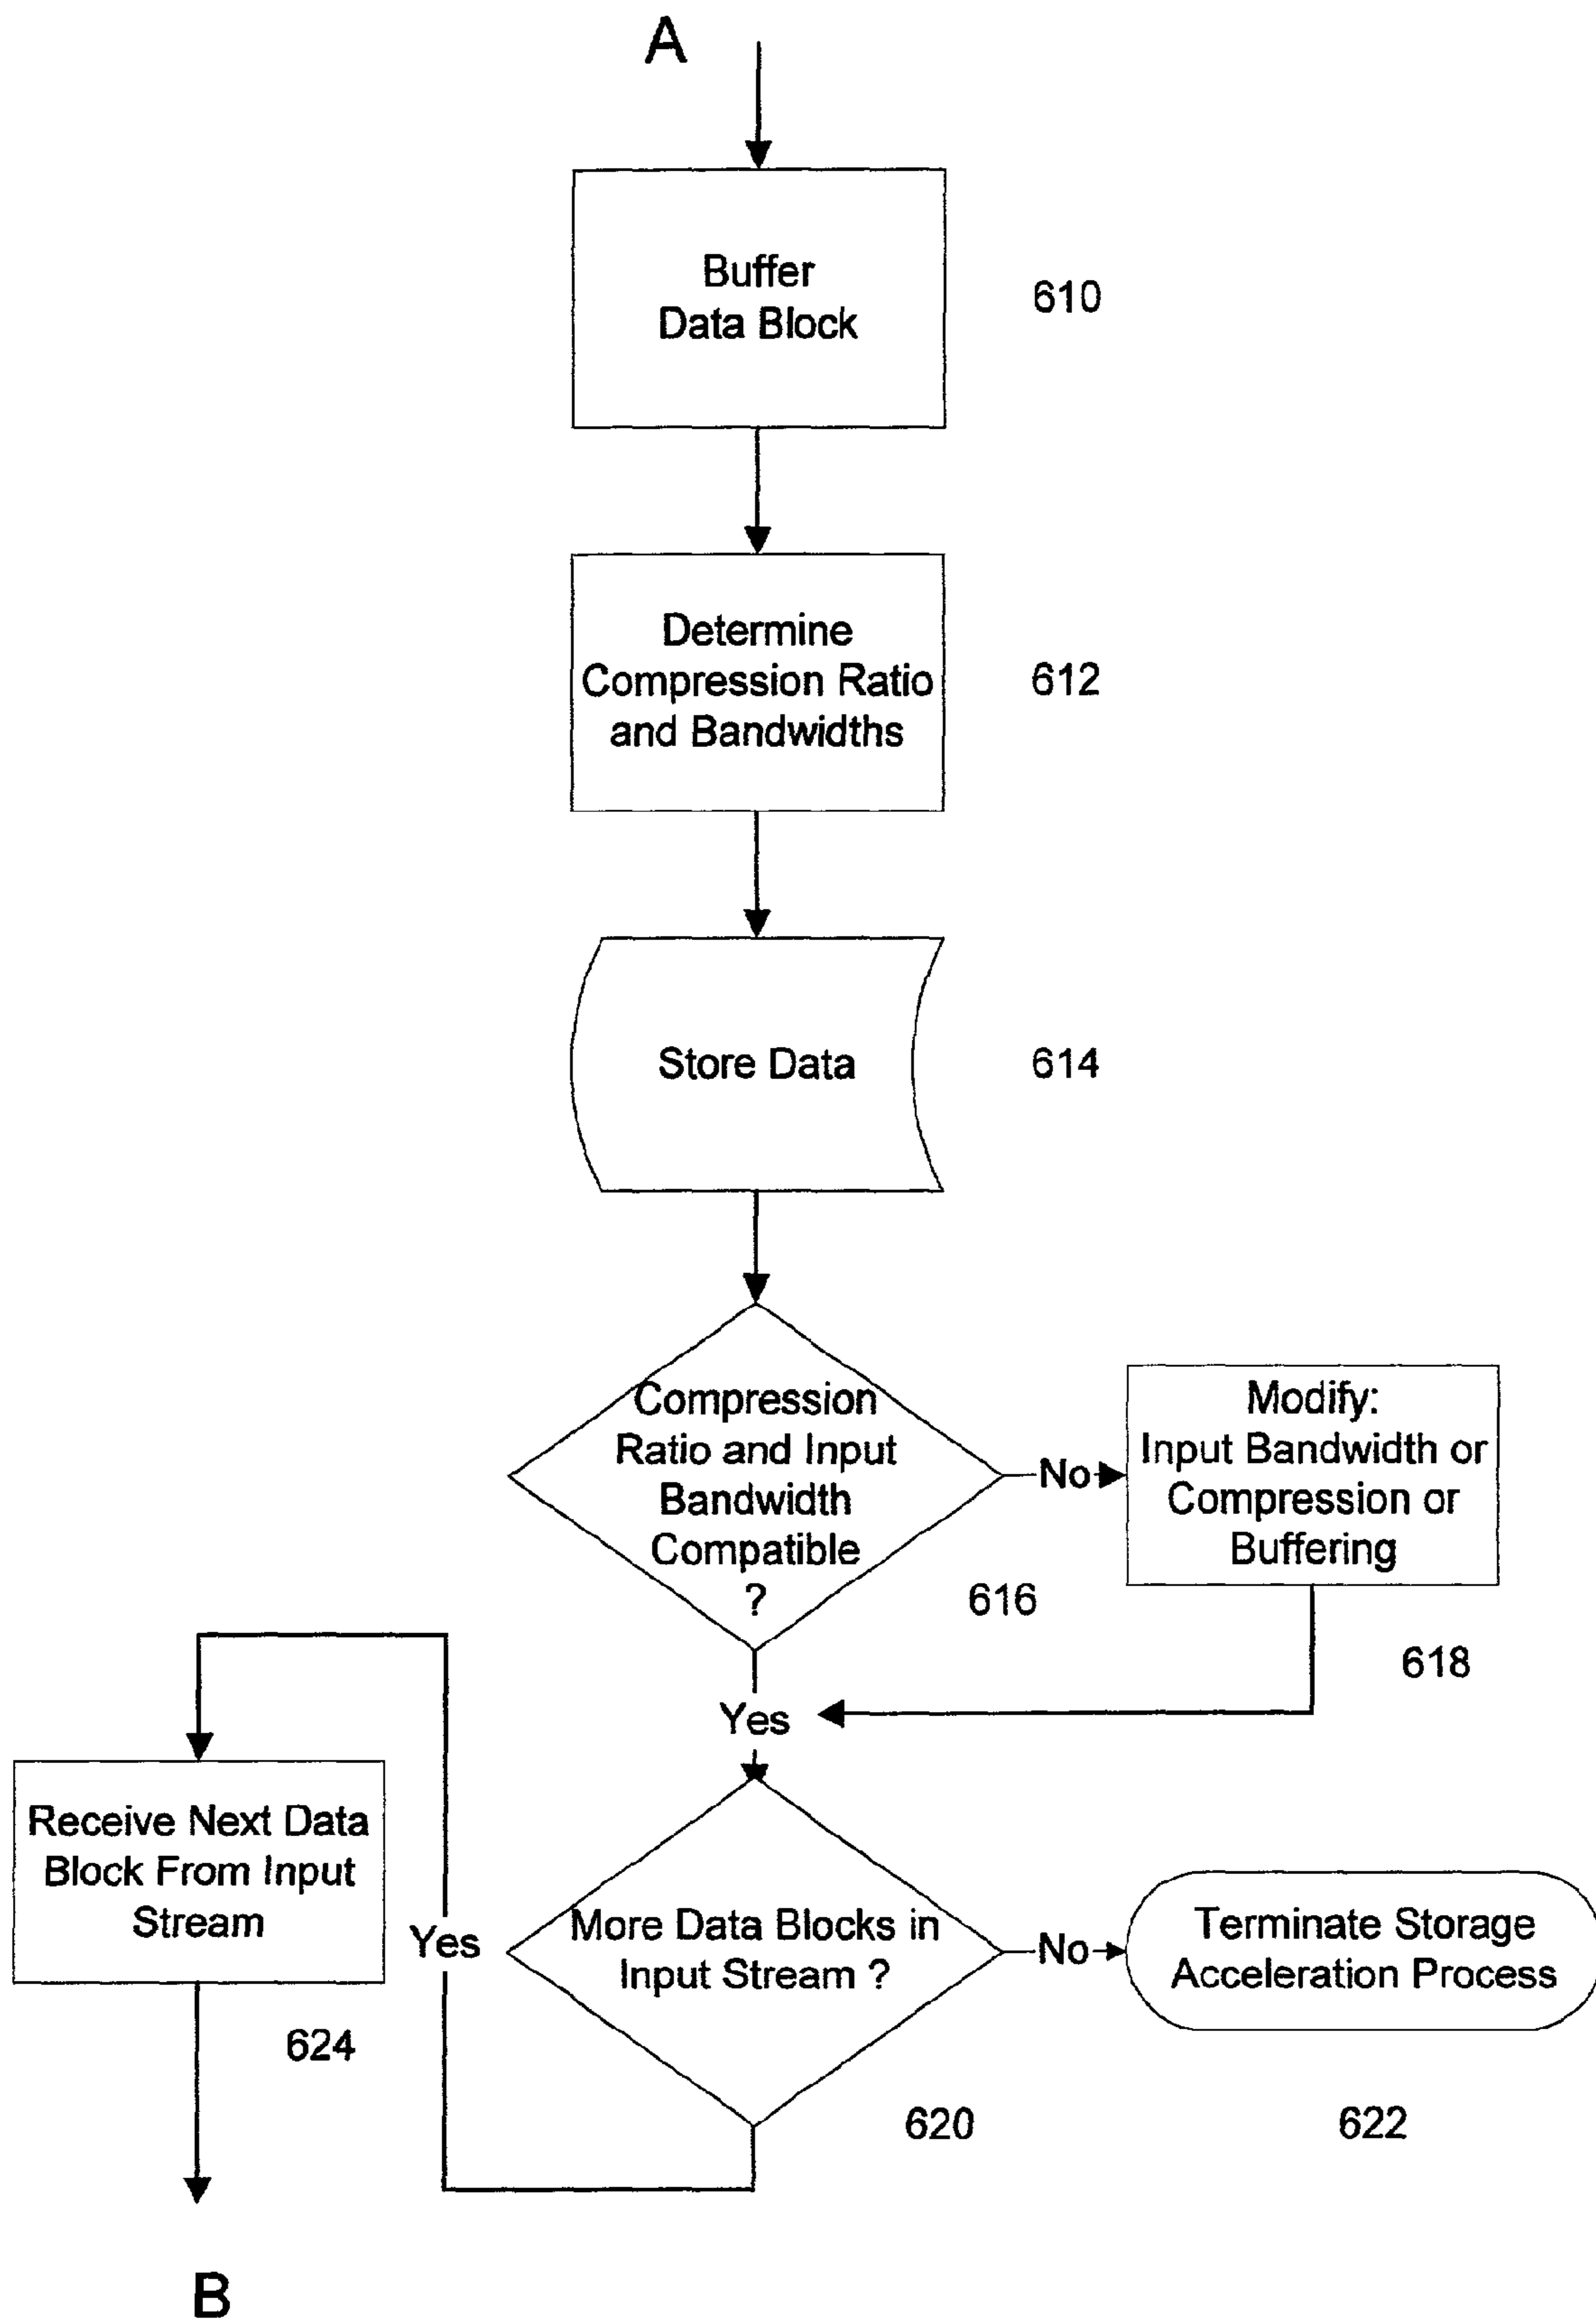 A
Buffer
Data Block
610
Determine
Compression Ratio
and Bandwidths
612
Store Data
614
Compression
Ratio and Input
Bandwidth
Compatible
?
616
No
Modify:
Input Bandwidth or
Compression or
Buffering
618
Yes
Receive Next Data
Block From Input
Stream
624
Yes
More Data Blocks in
Input Stream ?
620
No
Terminate Storage
Acceleration Process
622
B